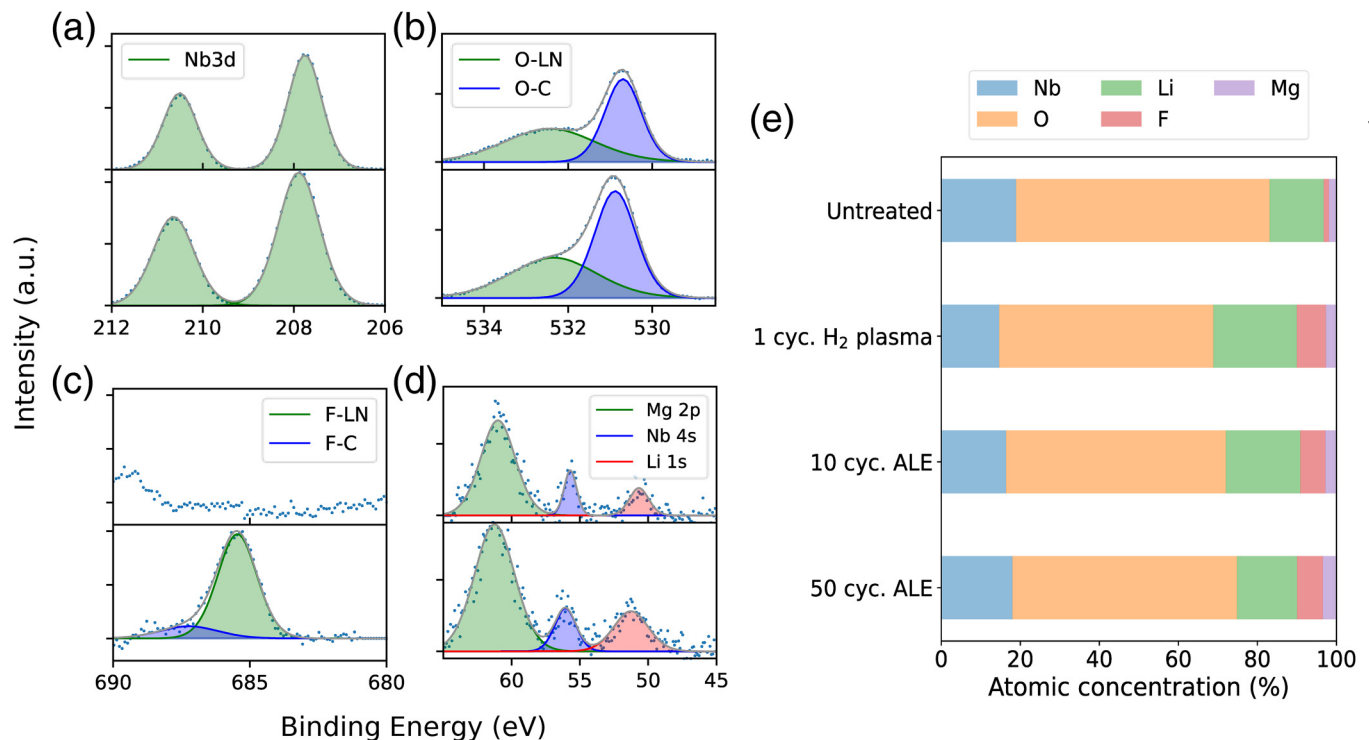 (a)
Nb3d
212 210 208 206
(b)
O-LN
O-C
534 532 530
(c)
F-LN
F-C
690 685 680
(d)
Mg 2p
Nb 4s
Li 1s
60 55 50 45
Intensity (a.u.)
Binding Energy (eV)
(e)
Nb Li Mg
O F
Untreated
1 cyc. H₂ plasma
10 cyc. ALE
50 cyc. ALE
0 20 40 60 80 100
Atomic concentration (%)